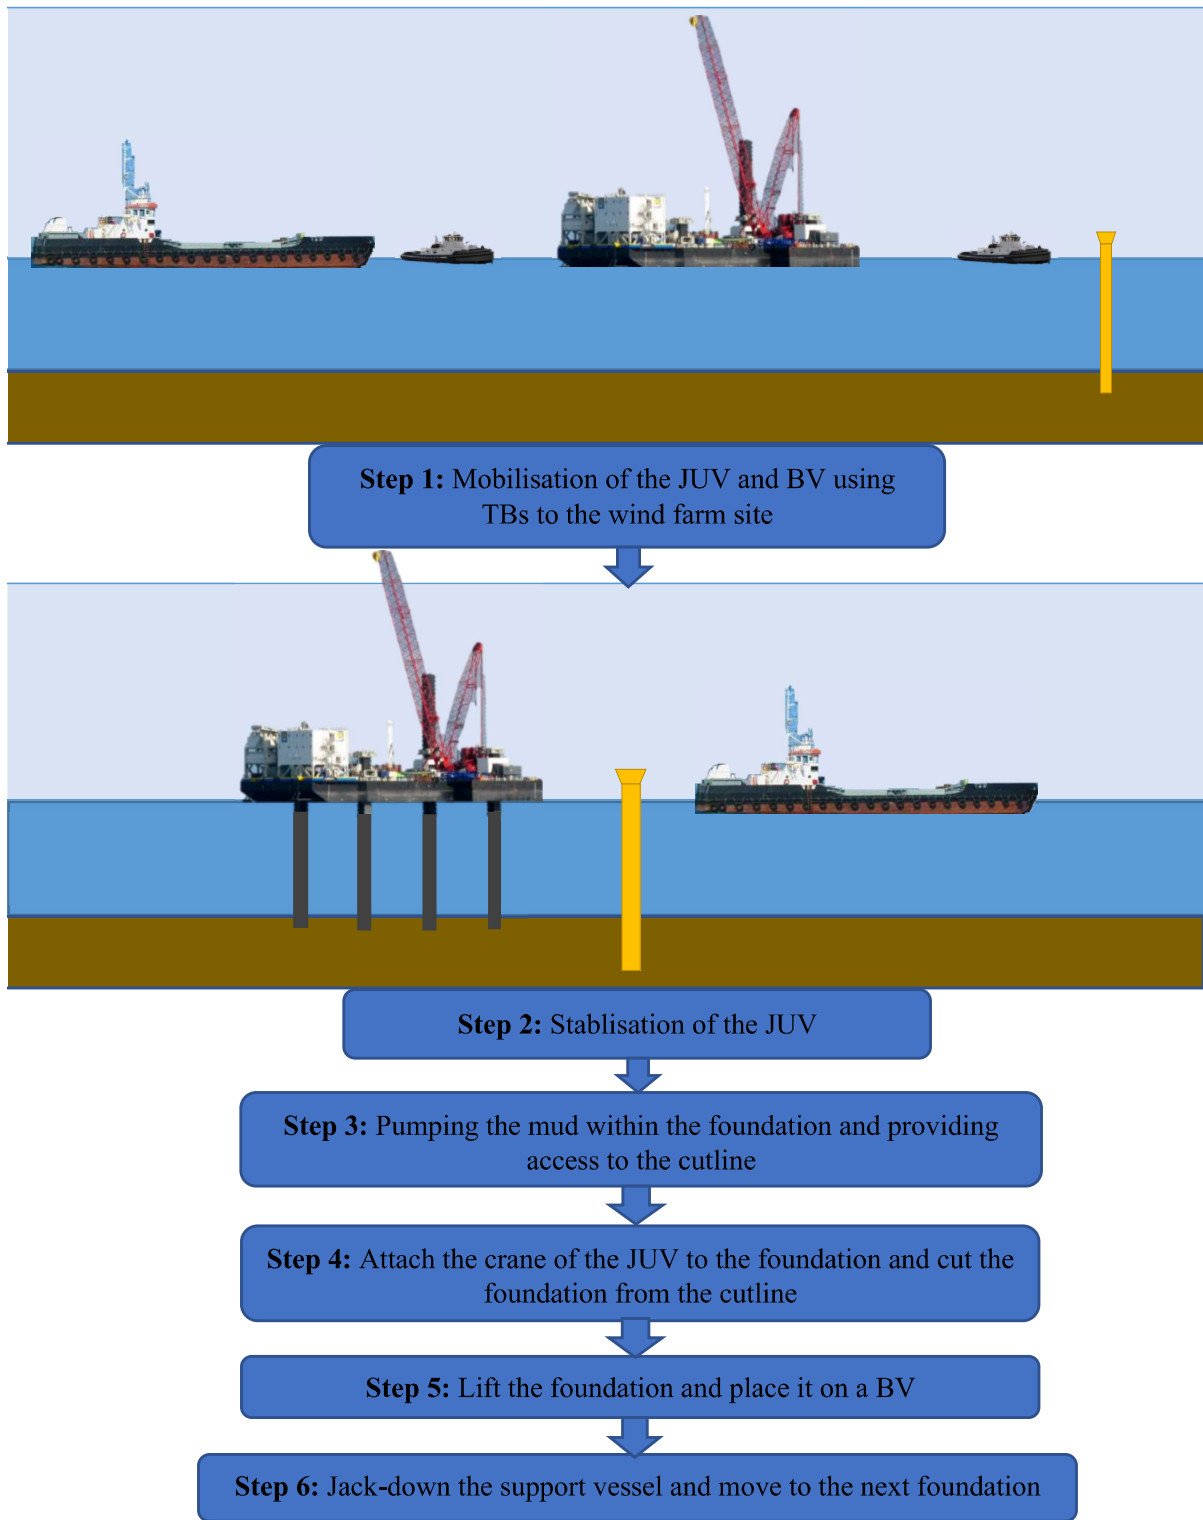 Step 1: Mobilisation of the JUV and BV using
TBs to the wind farm site
Step 2: Stablisation of the JUV
Step 3: Pumping the mud within the foundation and providing
access to the cutline
Step 4: Attach the crane of the JUV to the foundation and cut the
foundation from the cutline
Step 5: Lift the foundation and place it on a BV
Step 6: Jack-down the support vessel and move to the next foundation